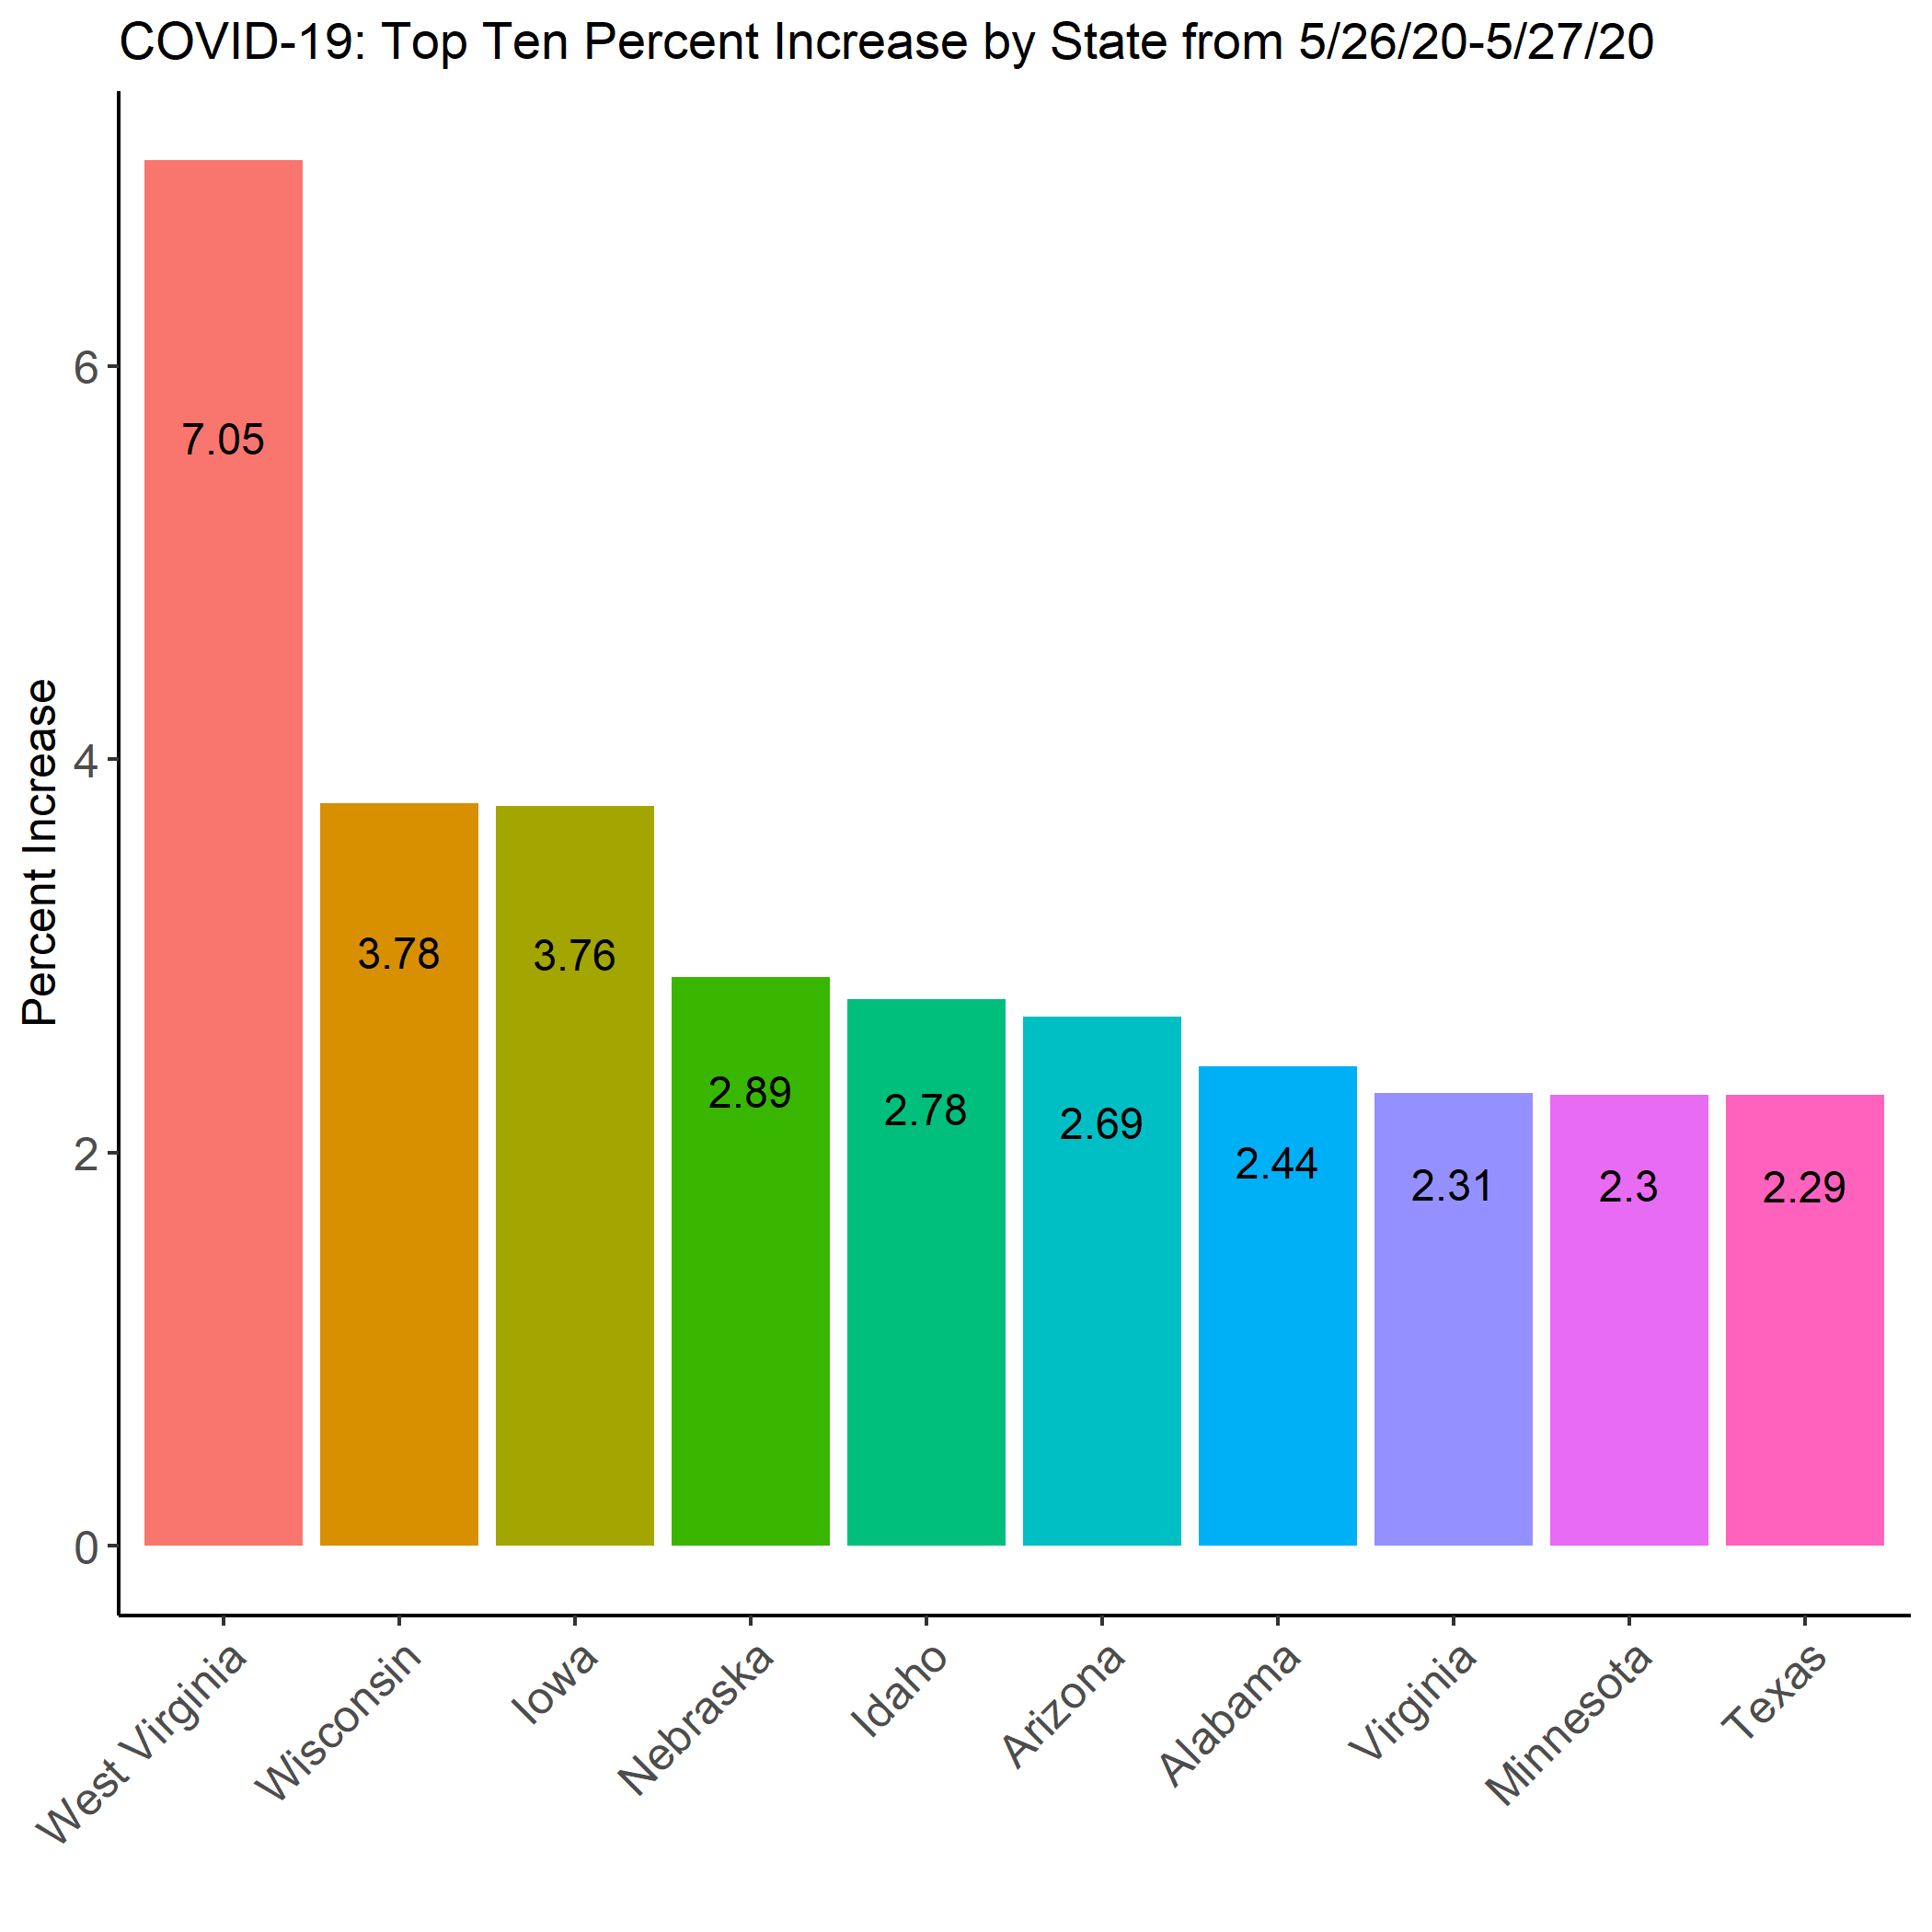 COVID-19: Top Ten Percent Increase by State from 5/26/20-5/27/20
Percent Increase
6
4
2
0
7.05
3.78
3.76
2.89
2.78
2.69
2.44
2.31
2.3
2.29
West Virginia
Wisconsin
Iowa
Nebraska
Idaho
Arizona
Alabama
Virginia
Minnesota
Texas